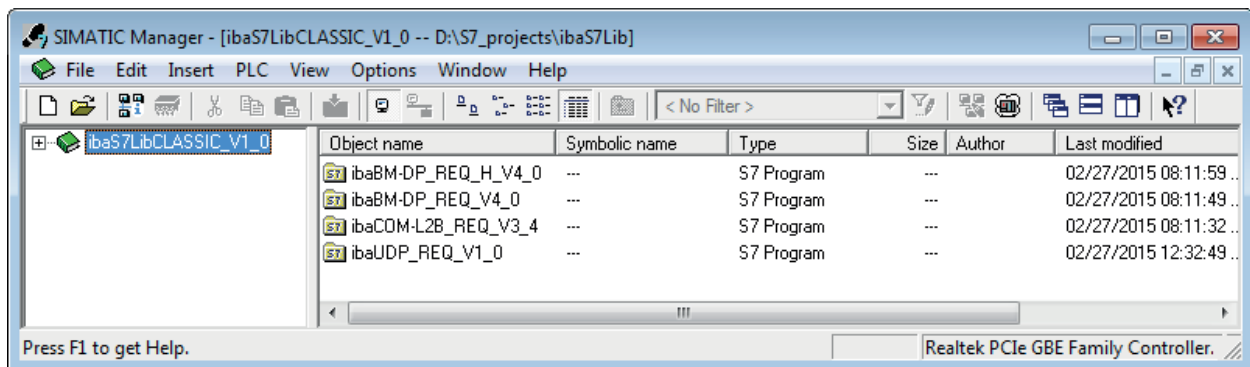 SIMATIC Manager - [ibaS7LibCLASSIC_V1_0 -- D:\S7_projects\ibaS7Lib]
File Edit Insert PLC View Options Window Help
< No Filter >
ibaS7LibCLASSIC_V1_0
Object name Symbolic name Type Size Author Last modified
ibaBM-DP_REQ_H_V4_0 --- S7 Program --- 02/27/2015 08:11:59 ..
ibaBM-DP_REQ_V4_0 --- S7 Program --- 02/27/2015 08:11:49 ..
ibaCOM-L2B_REQ_V3_4 --- S7 Program --- 02/27/2015 08:11:32 ..
ibaUDP_REQ_V1_0 --- S7 Program --- 02/27/2015 12:32:49 ..
Press F1 to get Help. Realtek PCIe GBE Family Controller.